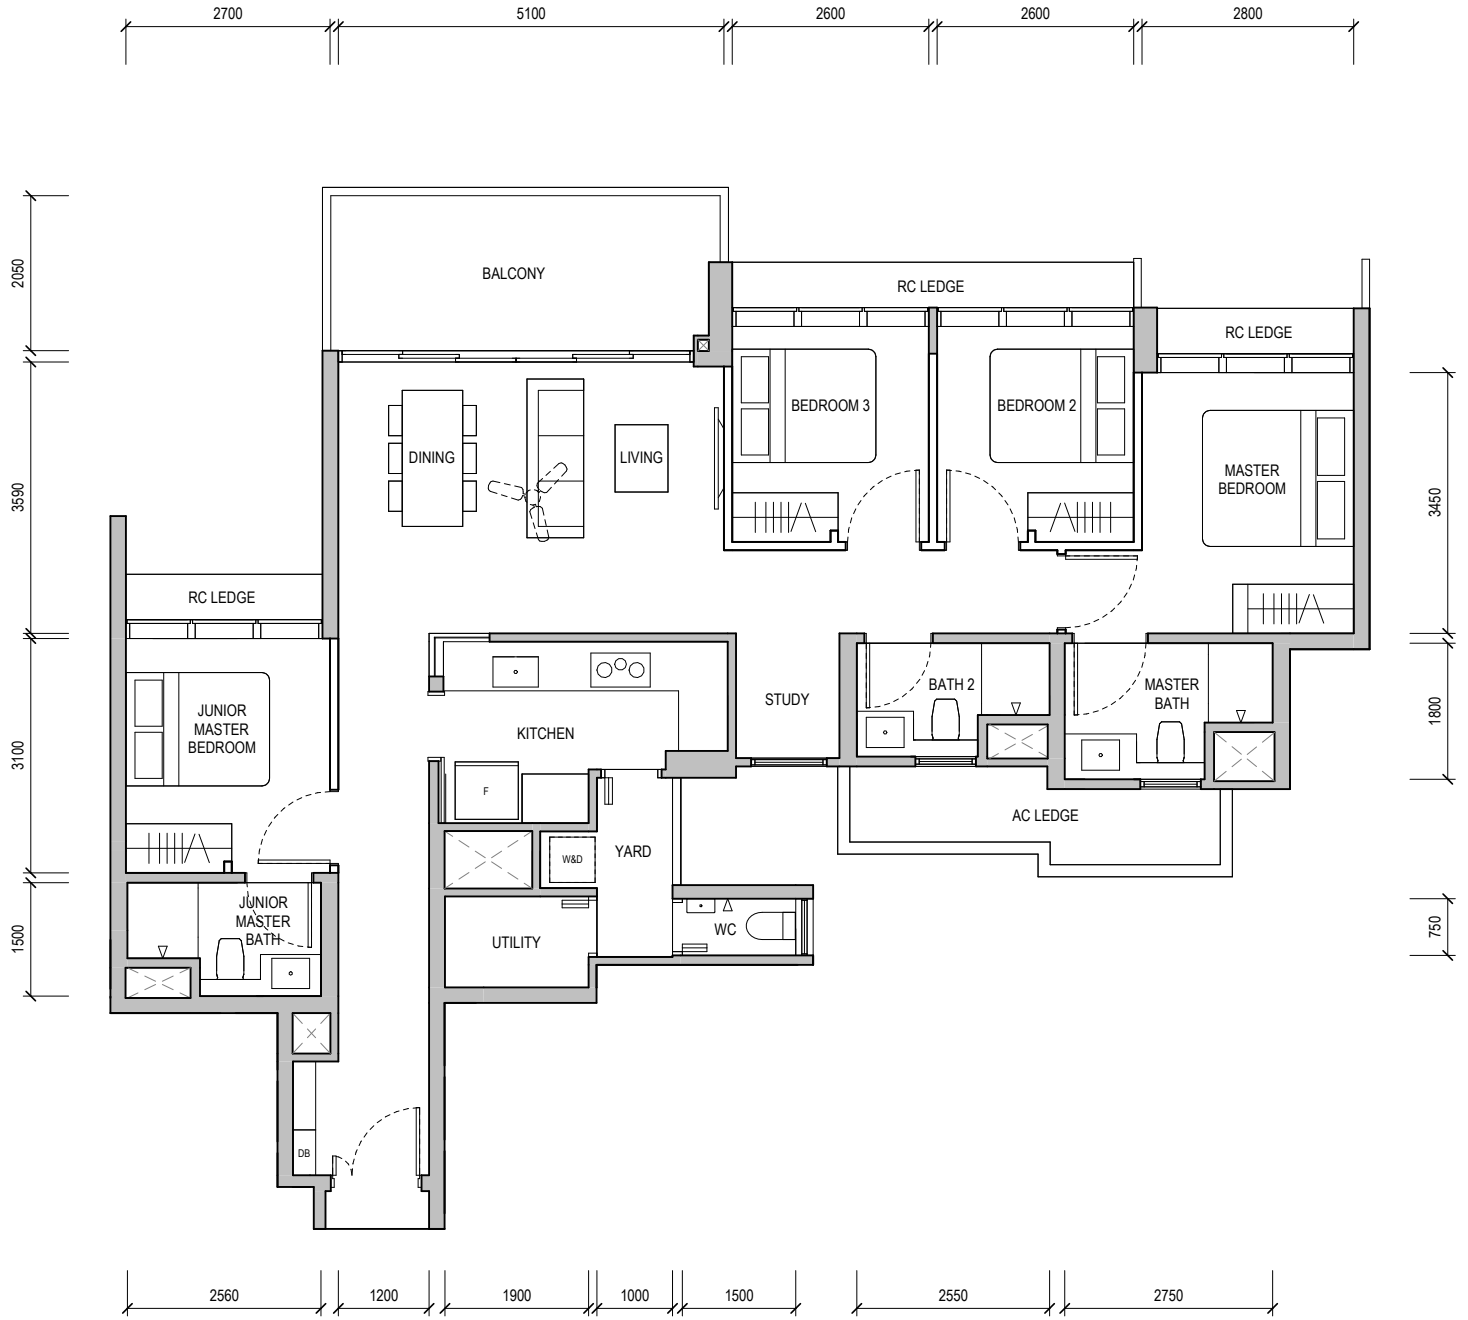 2700
5100
2600
2600
2800
2050
3590
3100
1500
BALCONY
RC LEDGE
RC LEDGE
BEDROOM 3
BEDROOM 2
DINING
LIVING
MASTER
BEDROOM
3450
RC LEDGE
JUNIOR
MASTER
BEDROOM
KITCHEN
STUDY
BATH 2
MASTER
BATH
1800
F
AC LEDGE
W&D
YARD
JUNIOR
MASTER
BATH
UTILITY
WC
750
DB
2560
1200
1900
1000
1500
2550
2750